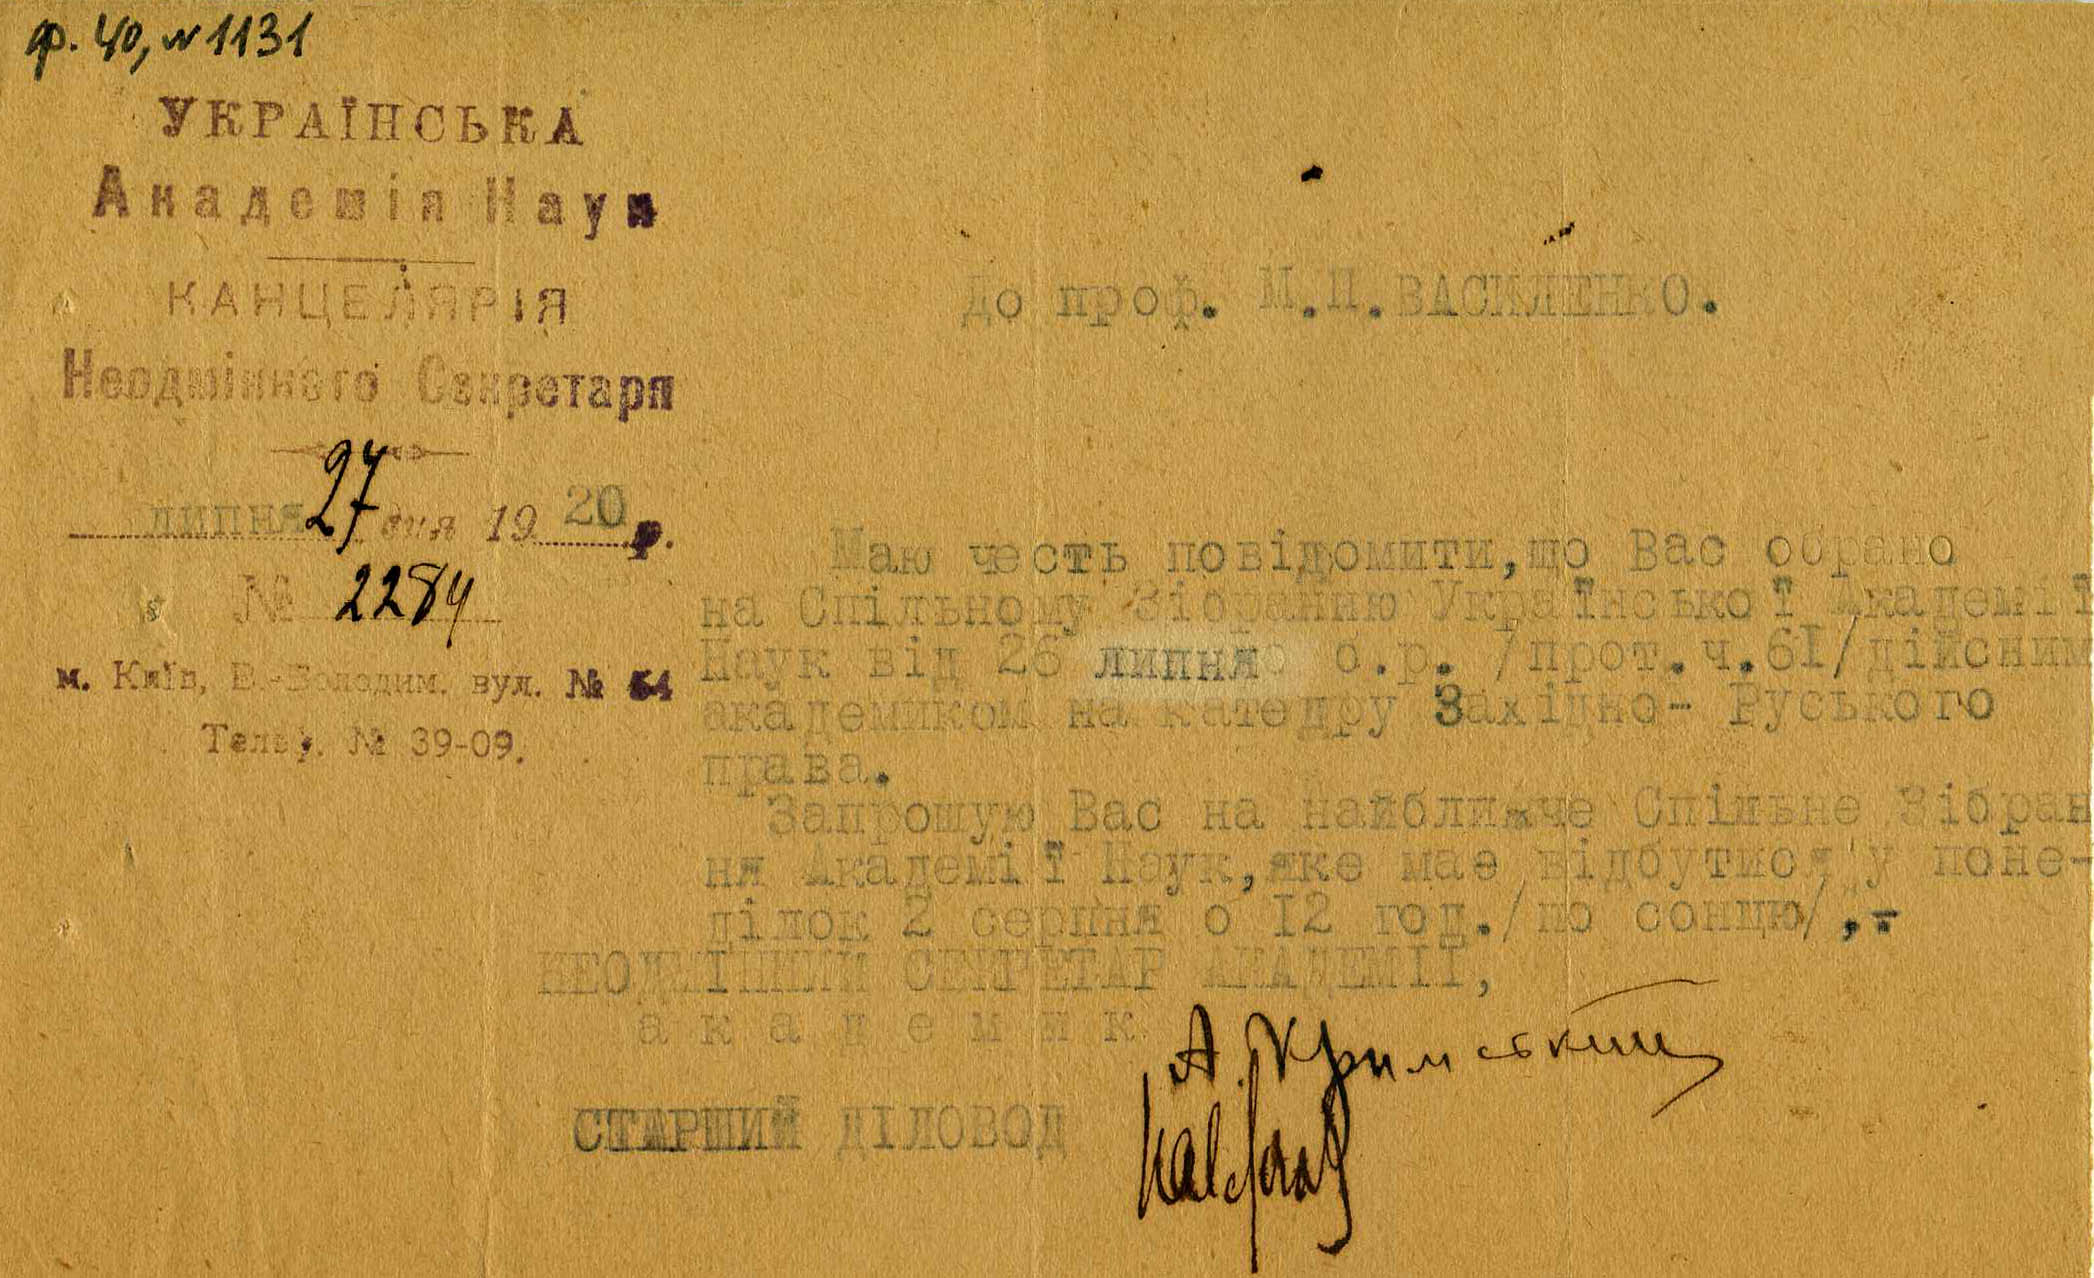 ф. 40, № 1131
УКРАЇНСЬКА
Академія Наук
КАНЦЕЛЯРІЯ
Неодмінного Секретаря
липня 27 дня 1920 р.
№ 2284
м. Київ, В.-Володим. вул. № 54
Телеф. № 39-09.
до проф. М.П.ВАСИЛЕНКО.
Маю честь повідомити,що Вас обрано
на Спільному Зібранню Української Академії
Наук від 26 липня б.р. /прот.ч.61/дійсним
академиком на катедру Західно- Руського
права.
Запрошую Вас на найближче Спільне Зібран
ня Академії Наук,яке має відбутися у поне-
ділок 2 серпня о 12 год./по сонцю/,-
НЕОДМІННИЙ СЕКРЕТАР АКАДЕМІЇ,
академик А. Кримський
СТАРШИЙ ДІЛОВОД